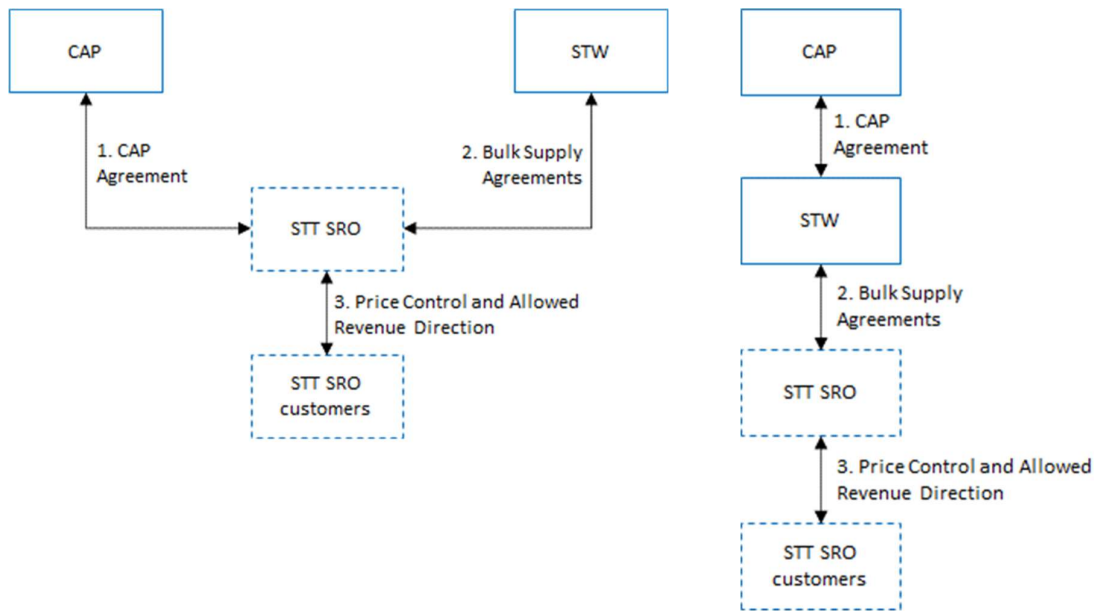 CAP
STW
1. CAP
Agreement
2. Bulk Supply
Agreements
STT SRO
3. Price Control and Allowed
Revenue Direction
STT SRO
customers
CAP
1. CAP
Agreement
STW
2. Bulk Supply
Agreements
STT SRO
3. Price Control and Allowed
Revenue Direction
STT SRO
customers